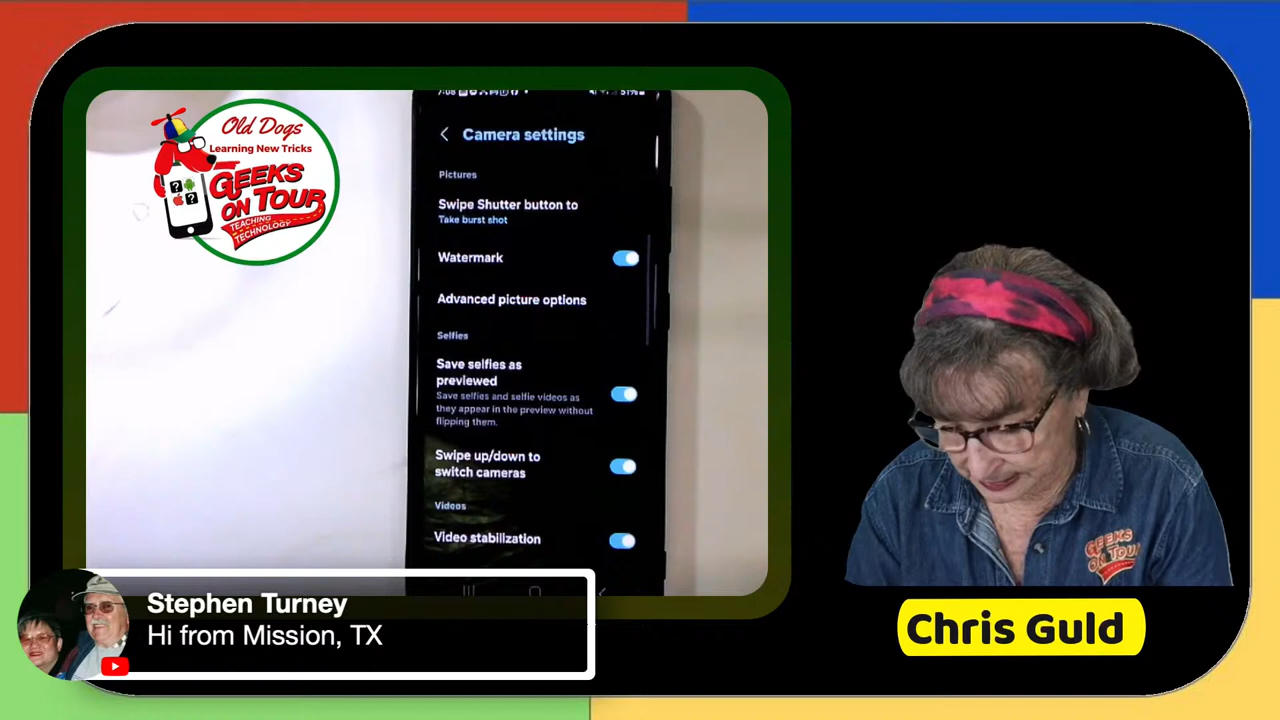 Old Dogs
Learning New Tricks
GEEKS
ON TOUR
TEACHING
TECHNOLOGY
51%
Camera settings
Pictures
Swipe Shutter button to
Take burst shot
Watermark
Advanced picture options
Selfies
Save selfies as
previewed
Save selfies and selfie videos as
they appear in the preview without
flipping them.
Swipe up/down to
switch cameras
Videos
Video stabilization
GEEKS
ON TOUR
Stephen Turney
Hi from Mission, TX
Chris Guld